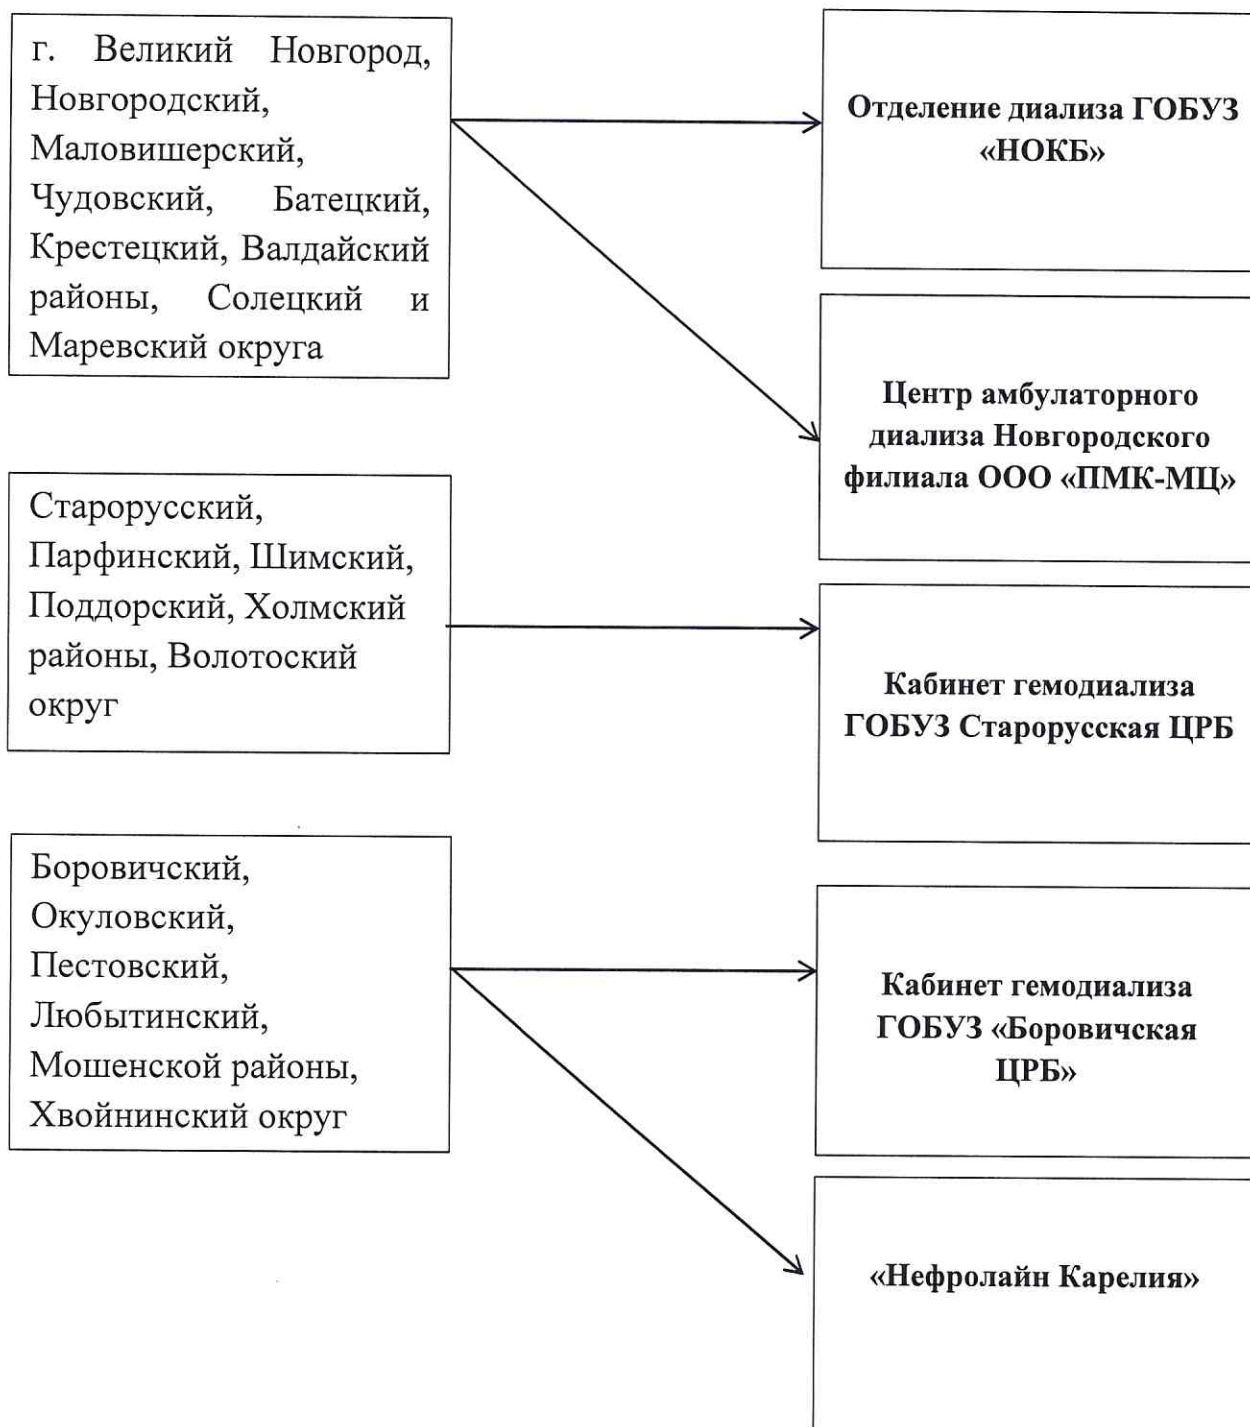 г. Великий Новгород,
Новгородский,
Маловишерский,
Чудовский, Батецкий,
Крестецкий, Валдайский
районы, Солецкий и
Маревский округа
Отделение диализа ГОБУЗ
«НОКБ»
Центр амбулаторного
диализа Новгородского
филиала ООО «ПМК-МЦ»
Старорусский,
Парфинский, Шимский,
Поддорский, Холмский
районы, Волотоский
округ
Кабинет гемодиализа
ГОБУЗ Старорусская ЦРБ
Боровичский,
Окуловский,
Пестовский,
Любытинский,
Мошенской районы,
Хвойнинский округ
Кабинет гемодиализа
ГОБУЗ «Боровичская
ЦРБ»
«Нефролайн Карелия»